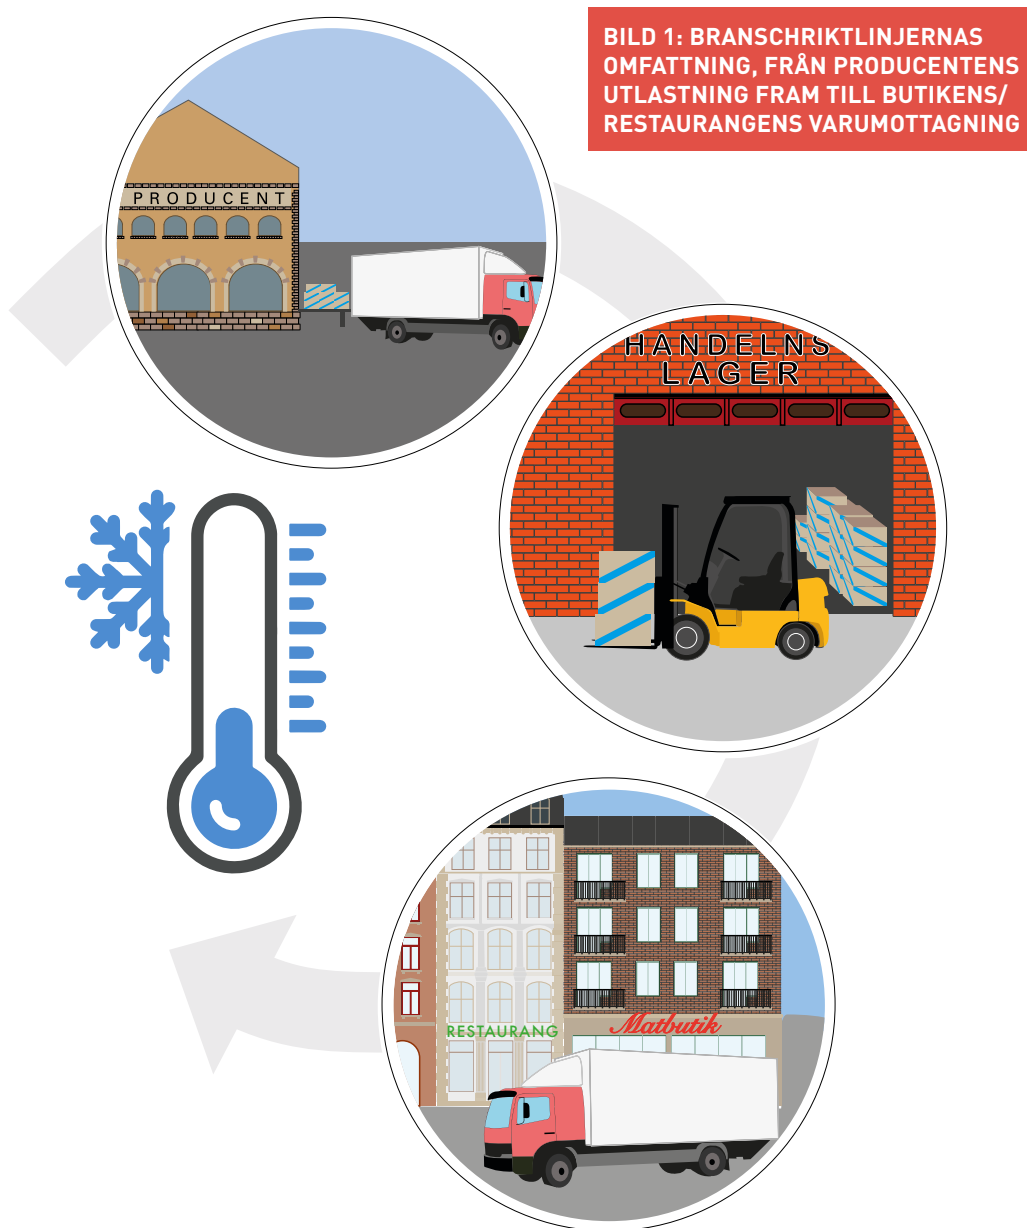 BILD 1: BRANSCHRIKTLINJERNAS
OMFATTNING, FRÅN PRODUCENTENS
UTLASTNING FRAM TILL BUTIKENS/
RESTAURANGENS VARUMOTTAGNING
PRODUCENT
HANDELNS
LAGER
RESTAURANG
Matbutik